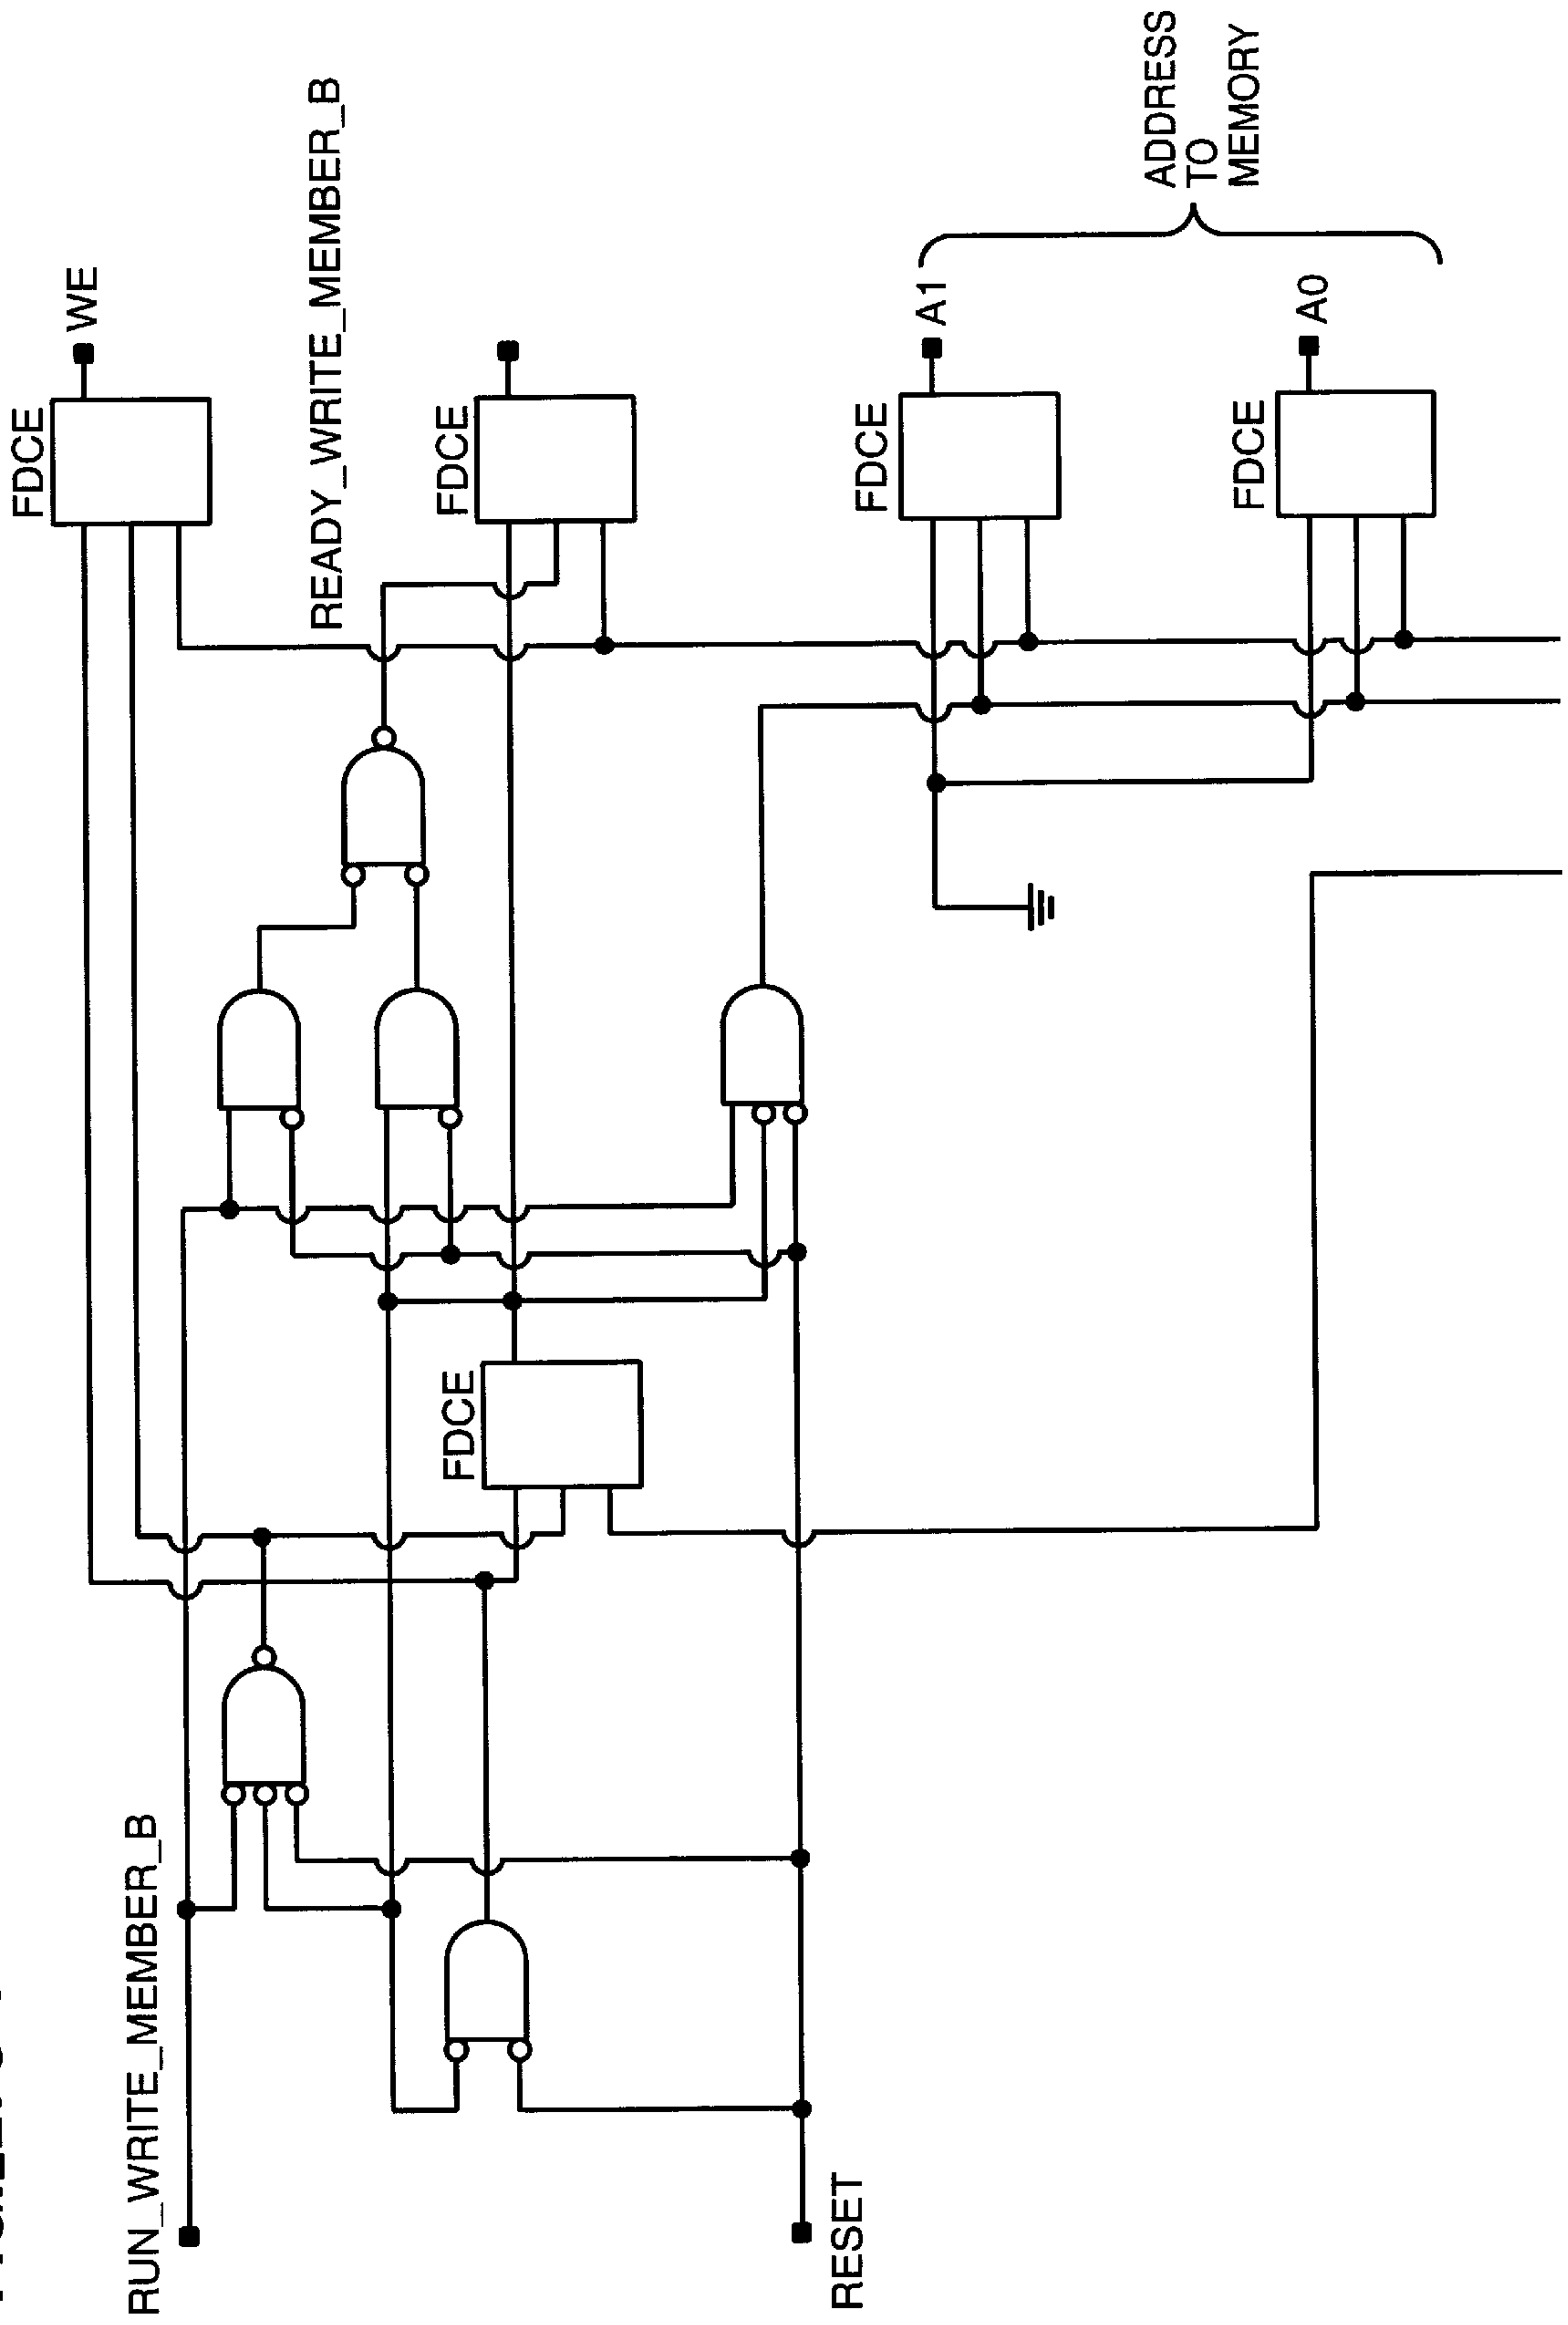 RUN_WRITE_MEMBER_B
RESET
FDCE
FDCE
WE
READY_WRITE_MEMBER_B
FDCE
FDCE
A1
FDCE
A0
ADDRESS
TO
MEMORY